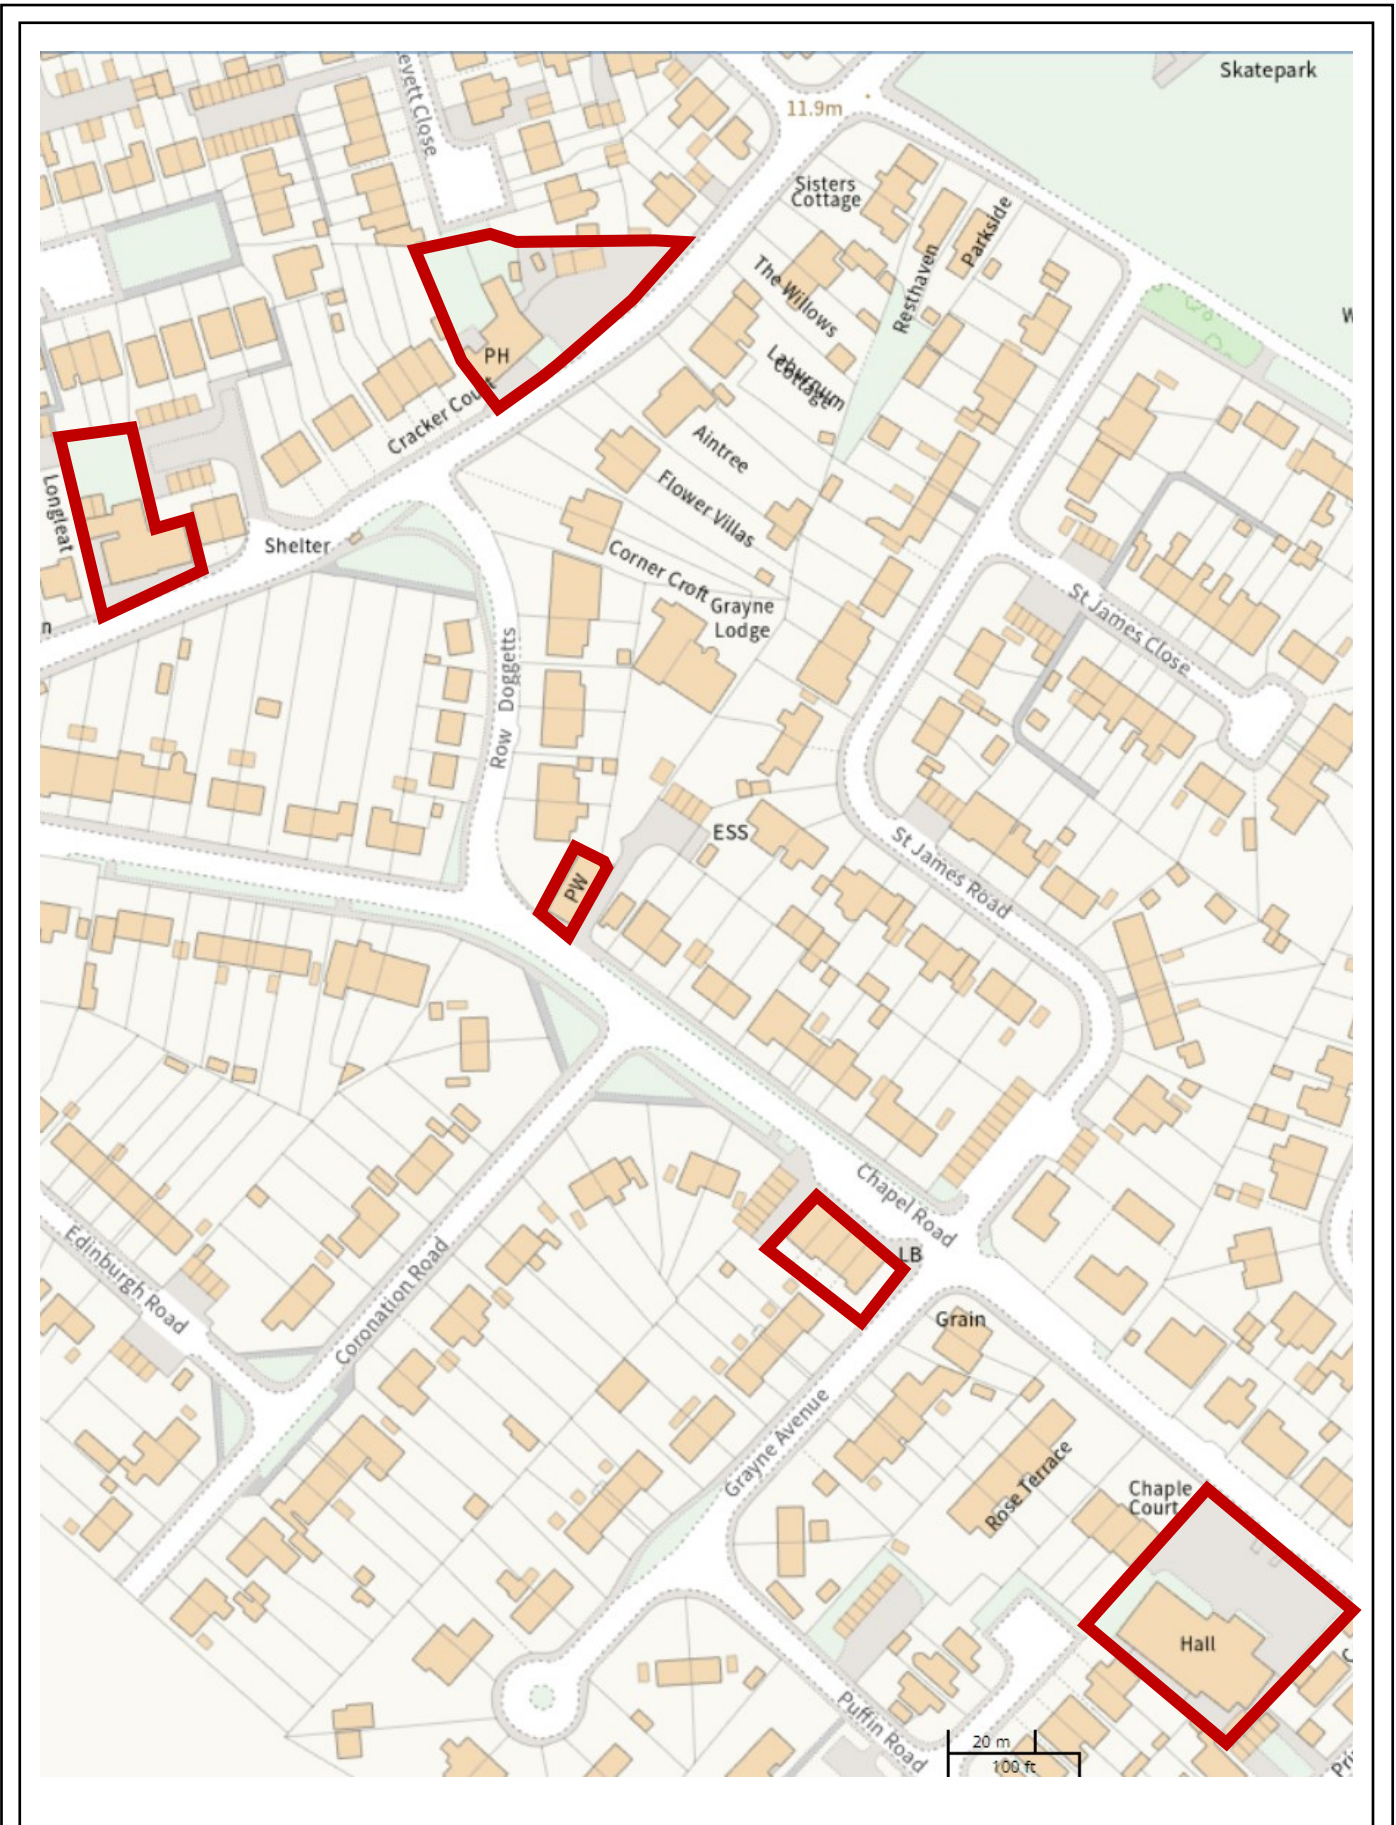 Skatepark
evett Close
11.9m
Sisters
Cottage
Parkside
The Willows
Resthaven
PH
Laburnum
Cottage
Cracker Court
Aintree
Longleat
Flower Villas
Shelter
Corner Croft
Grayne
Lodge
St James Close
n
Doggetts
Row
ESS
St James Road
PW
Chapel Road
LB
Edinburgh Road
Coronation Road
Grain
Grayne Avenue
Rose Terrace
Chaple
Court
Hall
Puffin Road
20 m
100 ft